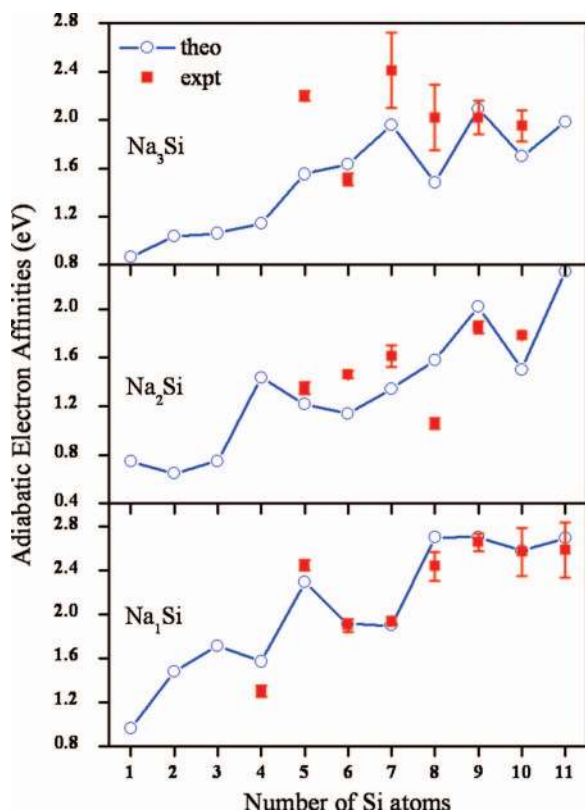 2.8
theo
expt
2.4
2.0
Na3Si
1.6
1.2
0.8
2.0
1.6
Na2Si
1.2
0.8
0.4
2.8
2.4
Na1Si
2.0
1.6
1.2
0.8
1 2 3 4 5 6 7 8 9 10 11
Number of Si atoms
Adiabatic Electron Affinities (eV)